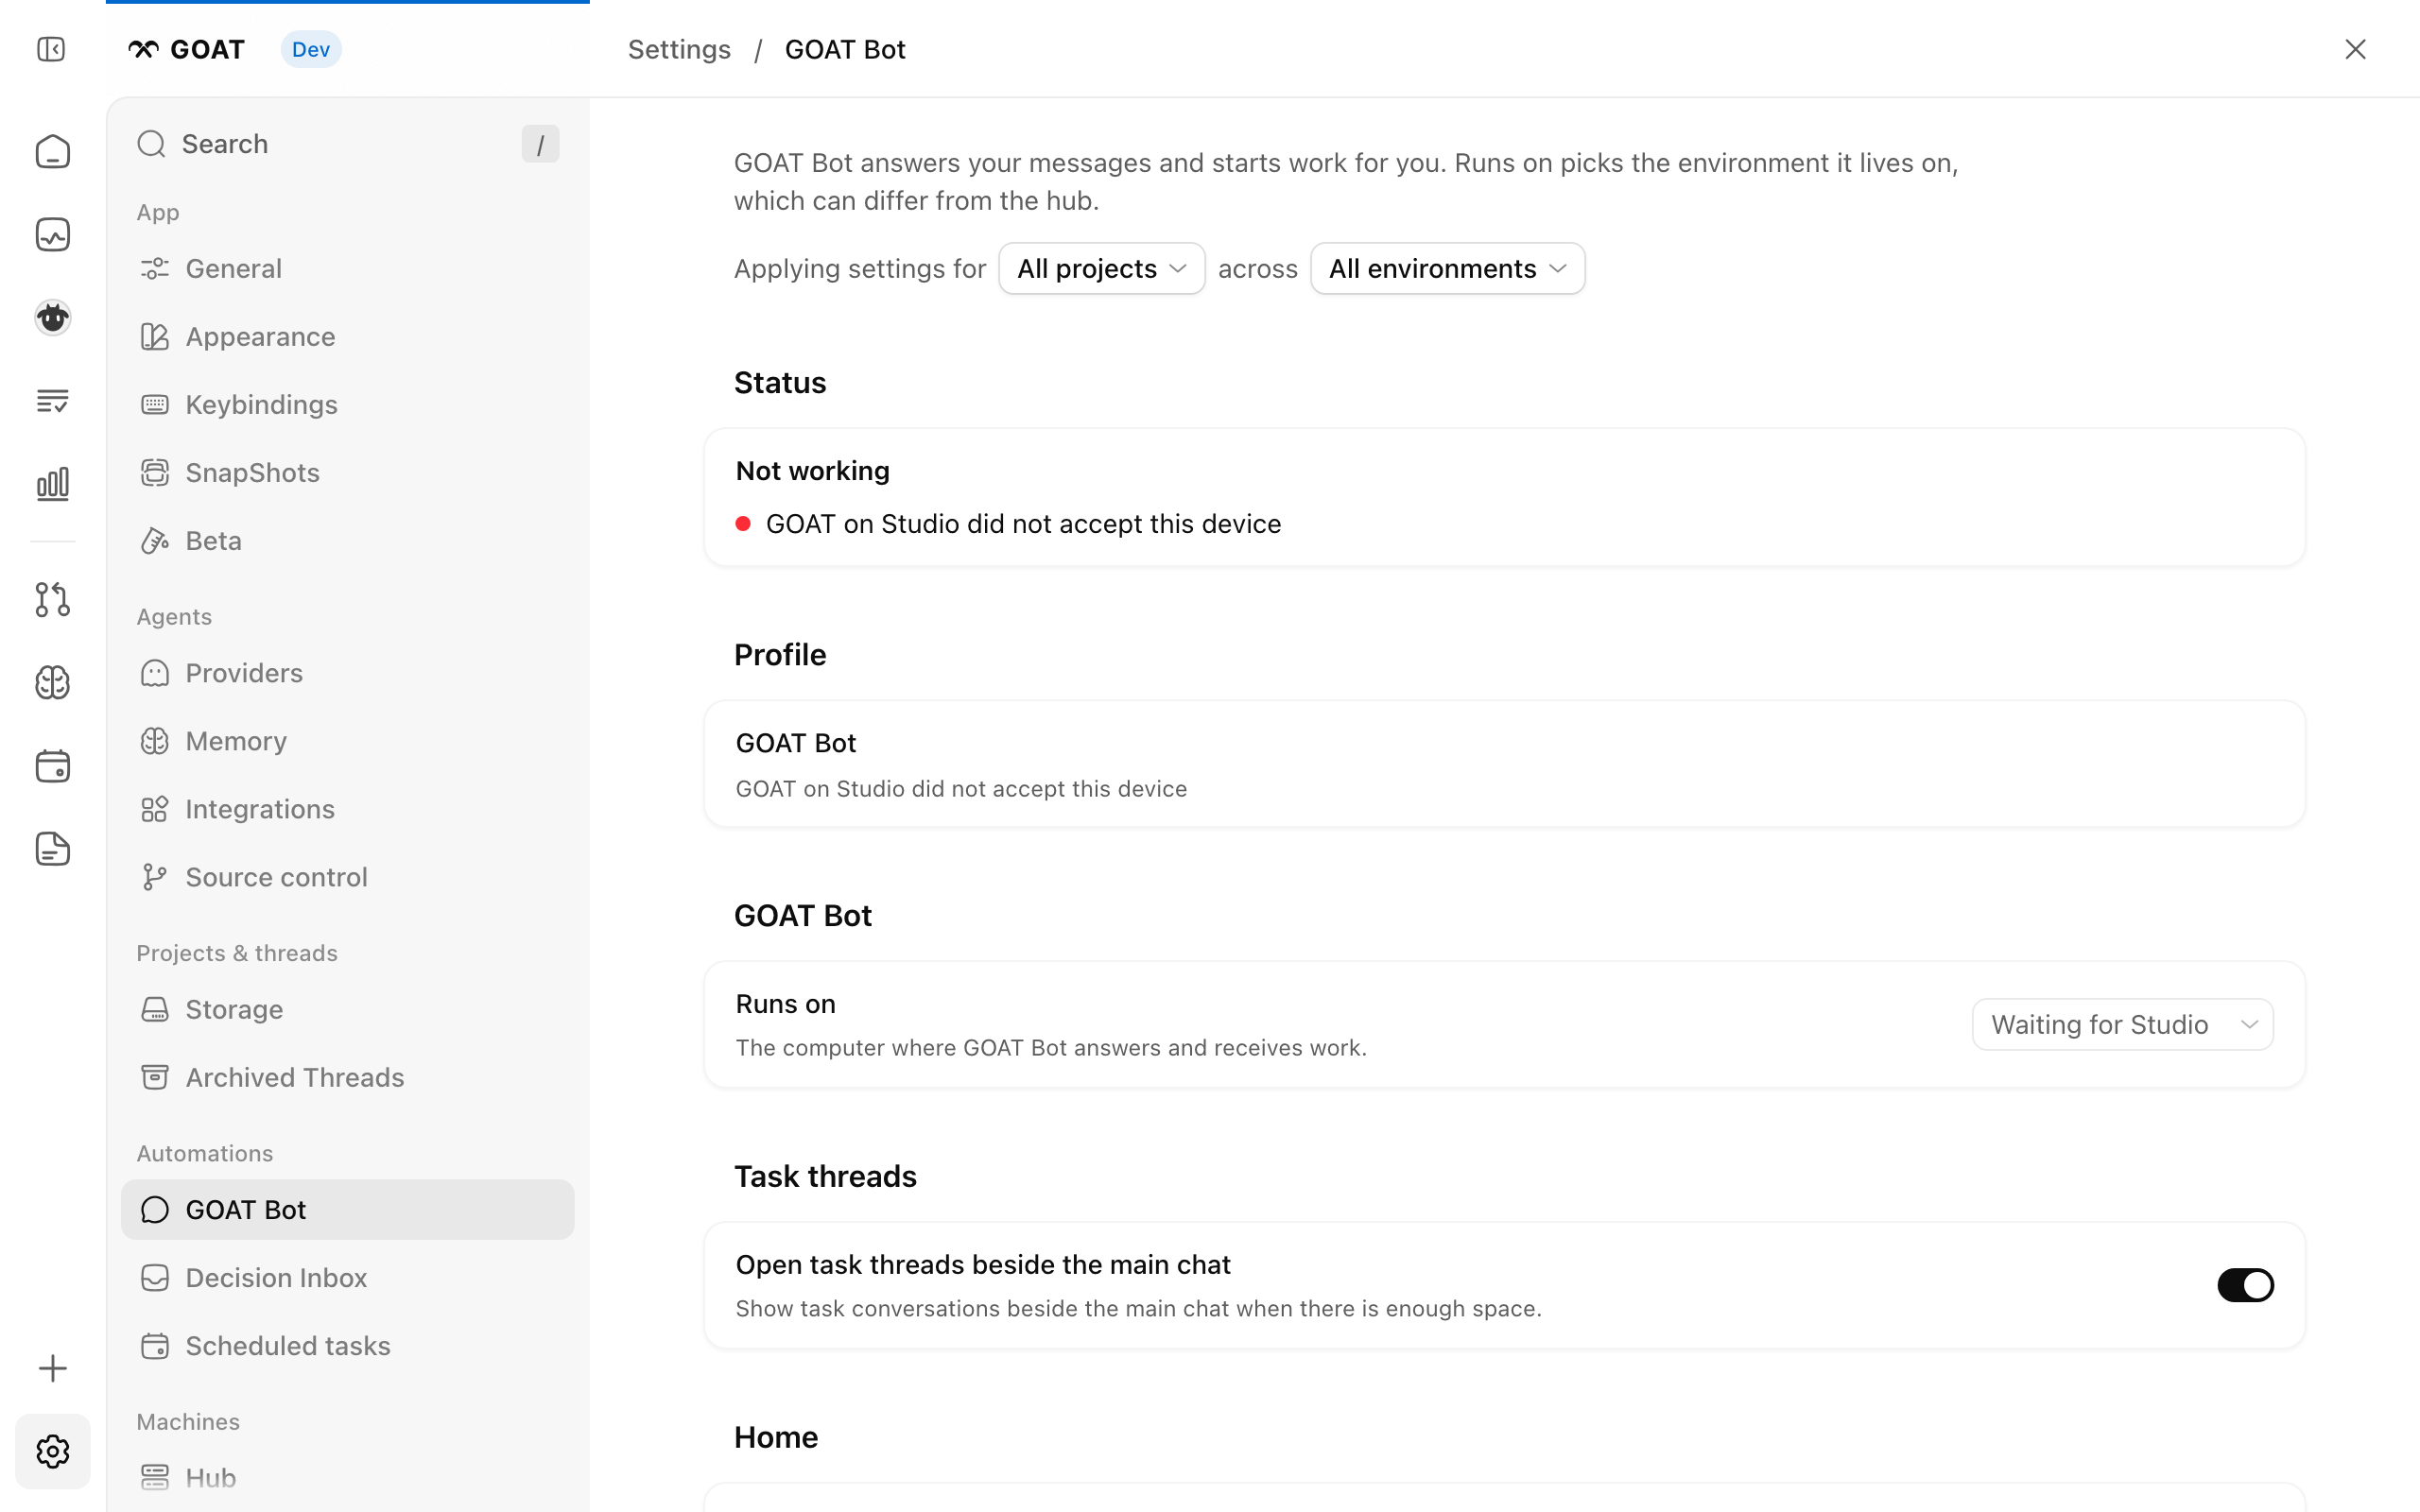 GOAT
Dev
Settings / GOAT Bot
Search
/
App
General
Appearance
Keybindings
SnapShots
Beta
Agents
Providers
Memory
Integrations
Source control
Projects & threads
Storage
Archived Threads
Automations
GOAT Bot
Decision Inbox
Scheduled tasks
Machines
Hub
GOAT Bot answers your messages and starts work for you. Runs on picks the environment it lives on,
which can differ from the hub.
Applying settings for All projects across All environments
Status
Not working
GOAT on Studio did not accept this device
Profile
GOAT Bot
GOAT on Studio did not accept this device
GOAT Bot
Runs on
The computer where GOAT Bot answers and receives work.
Waiting for Studio
Task threads
Open task threads beside the main chat
Show task conversations beside the main chat when there is enough space.
Home